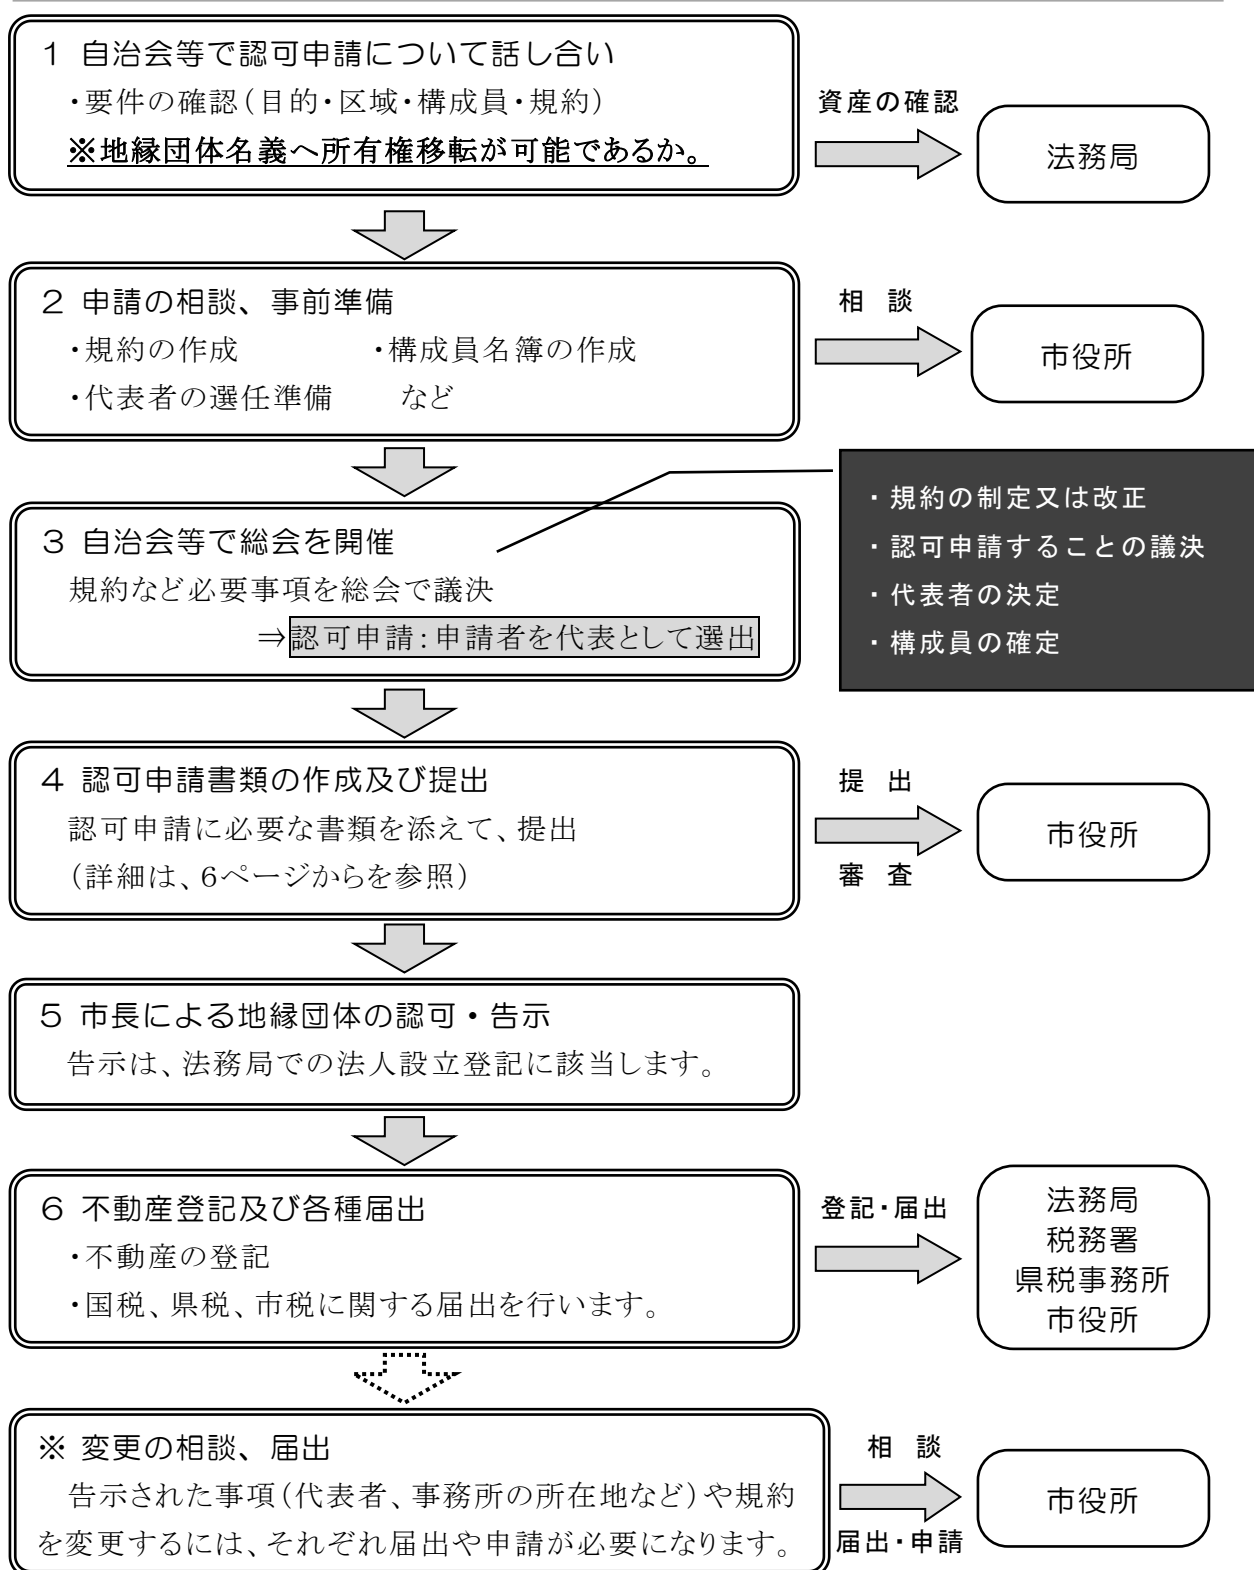 １ 自治会等で認可申請について話し合い
・要件の確認（目的・区域・構成員・規約）
※地縁団体名義へ所有権移転が可能であるか。
資産の確認
法務局
２ 申請の相談、事前準備
・規約の作成 ・構成員名簿の作成
・代表者の選任準備 など
相 談
市役所
３ 自治会等で総会を開催
規約など必要事項を総会で議決
⇒認可申請：申請者を代表として選出
・規約の制定又は改正
・認可申請することの議決
・代表者の決定
・構成員の確定
４ 認可申請書類の作成及び提出
認可申請に必要な書類を添えて、提出
（詳細は、6ページからを参照）
提 出
審 査
市役所
５ 市長による地縁団体の認可・告示
告示は、法務局での法人設立登記に該当します。
６ 不動産登記及び各種届出
・不動産の登記
・国税、県税、市税に関する届出を行います。
登記・届出
法務局
税務署
県税事務所
市役所
※ 変更の相談、届出
告示された事項（代表者、事務所の所在地など）や規約
を変更するには、それぞれ届出や申請が必要になります。
相 談
届出・申請
市役所